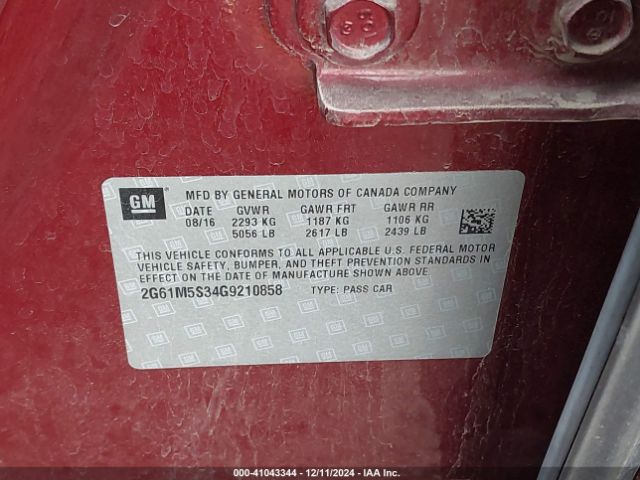 GM
MFD BY GENERAL MOTORS OF CANADA COMPANY
DATE GVWR GAWR FRT GAWR RR
08/16 2293 KG 1187 KG 1106 KG
5056 LB 2617 LB 2439 LB
THIS VEHICLE CONFORMS TO ALL APPLICABLE U.S. FEDERAL MOTOR
VEHICLE SAFETY, BUMPER, AND THEFT PREVENTION STANDARDS IN
EFFECT ON THE DATE OF MANUFACTURE SHOWN ABOVE.
2G61M5S34G9210858 TYPE: PASS CAR
000-41043344 / 12/11/2024 - IAA Inc.